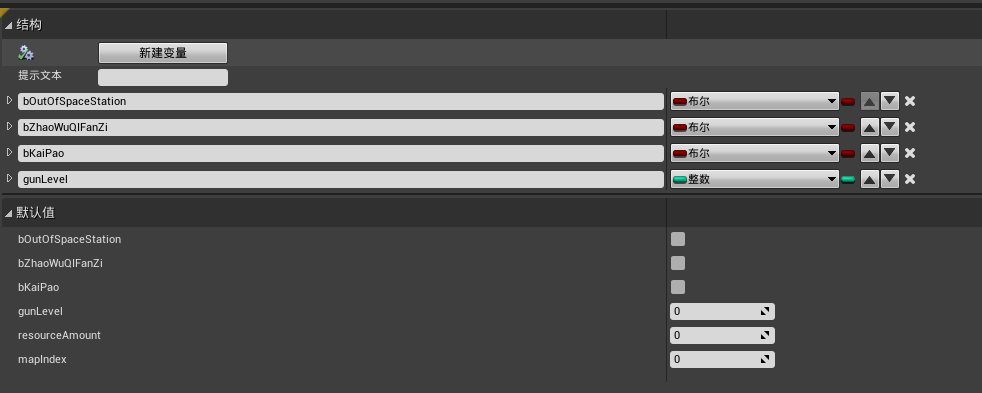 结构
新建变量
提示文本
bOutOfSpaceStation 布尔
bZhaoWuQIFanZi 布尔
bKaiPao 布尔
gunLevel 整数
默认值
bOutOfSpaceStation
bZhaoWuQIFanZi
bKaiPao
gunLevel 0
resourceAmount 0
mapIndex 0